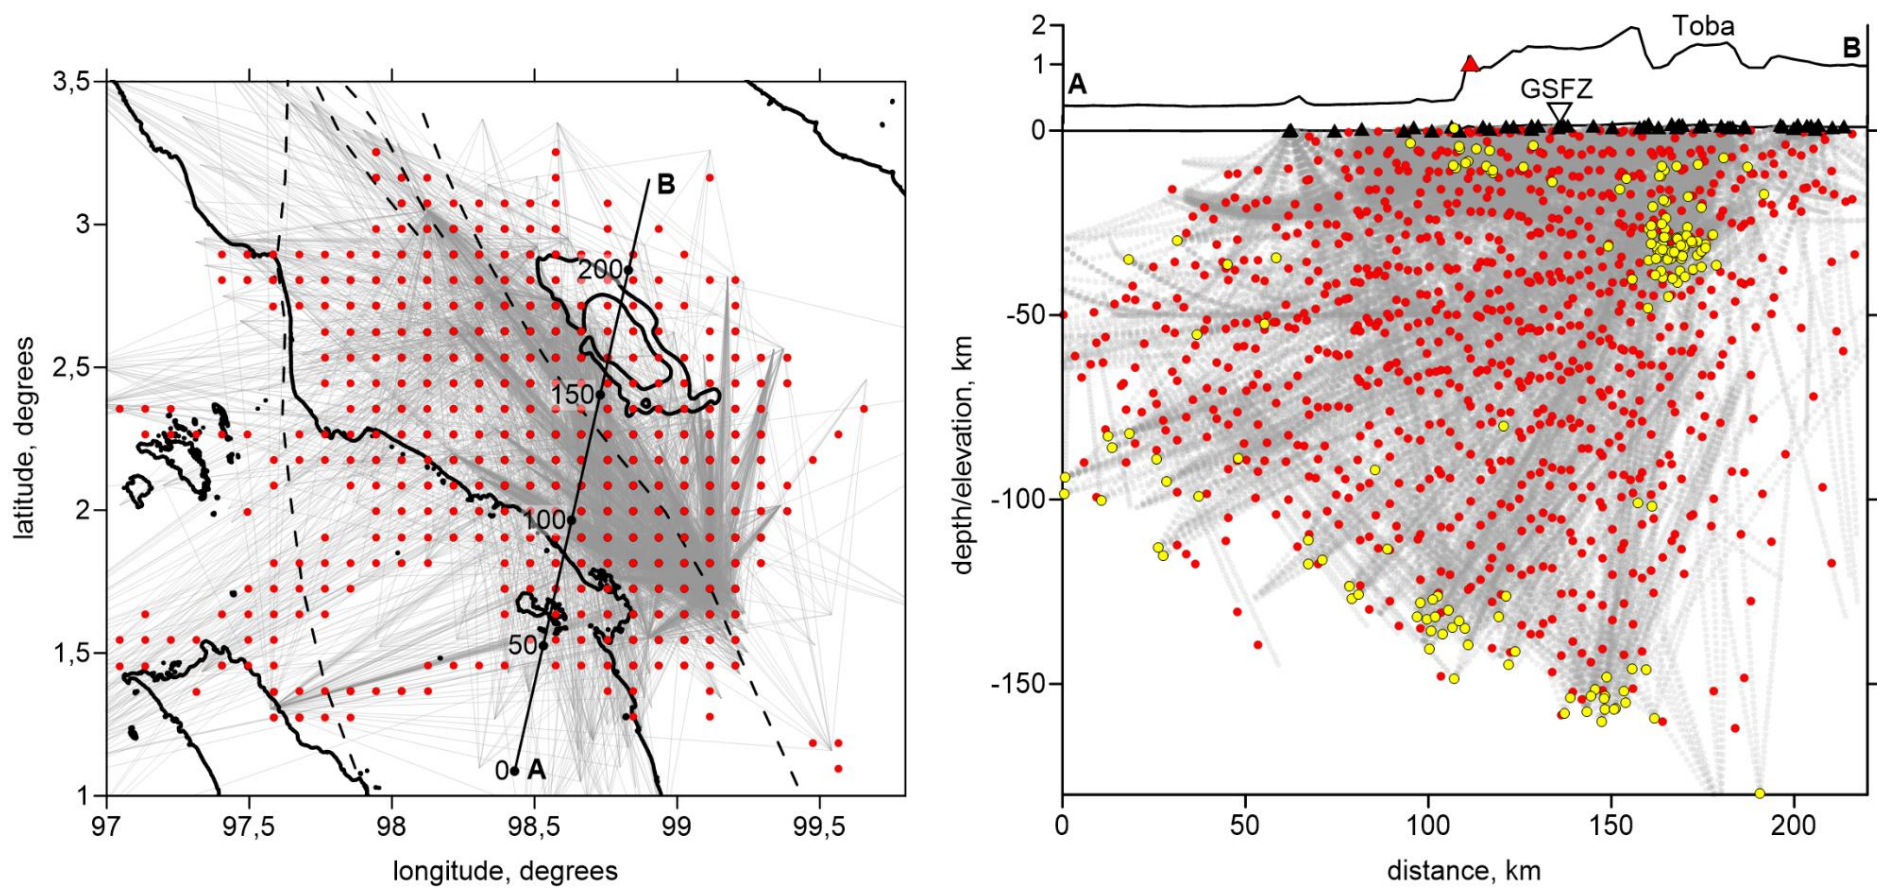 3,5
3
2,5
2
1,5
1
latitude, degrees
97
97,5
98
98,5
99
99,5
longitude, degrees
B
200
150
100
50
0
A
2
1
0
-50
-100
-150
depth/elevation, km
A
Toba
B
GSFZ
0
50
100
150
200
distance, km